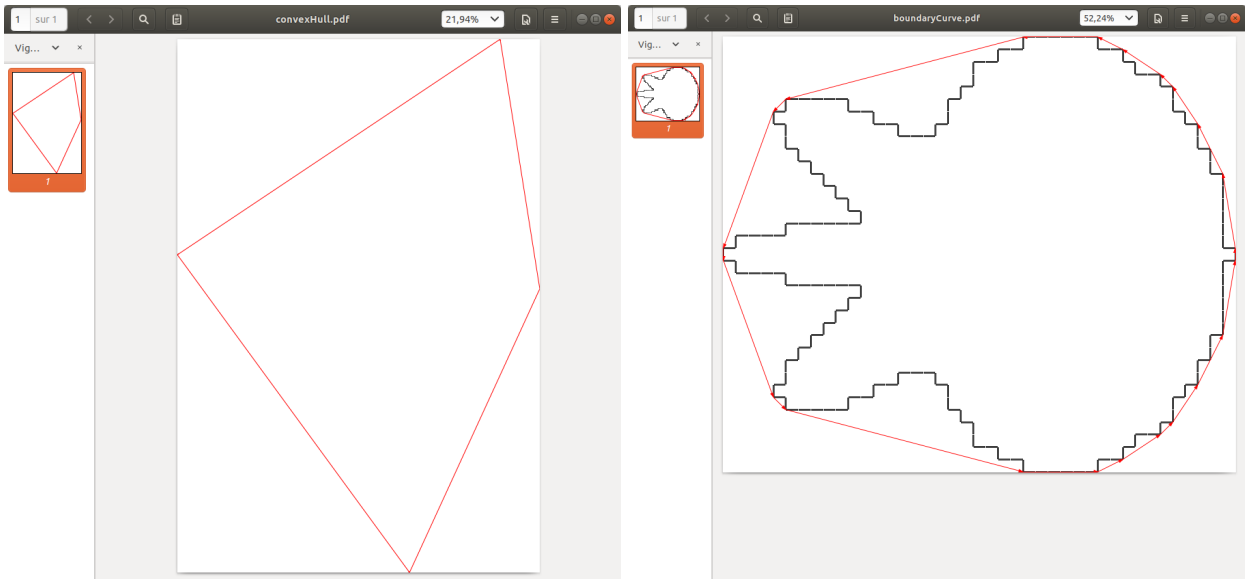 1 sur 1 convexHull.pdf 21,94%
Vig... ×
1
1 sur 1 boundaryCurve.pdf 52,24%
Vig... ×
1